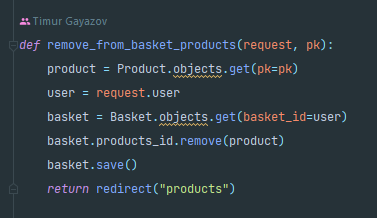 Timur Gayazov
def remove_from_basket_products(request, pk):
    product = Product.objects.get(pk=pk)
    user = request.user
    basket = Basket.objects.get(basket_id=user)
    basket.products_id.remove(product)
    basket.save()
    return redirect("products")